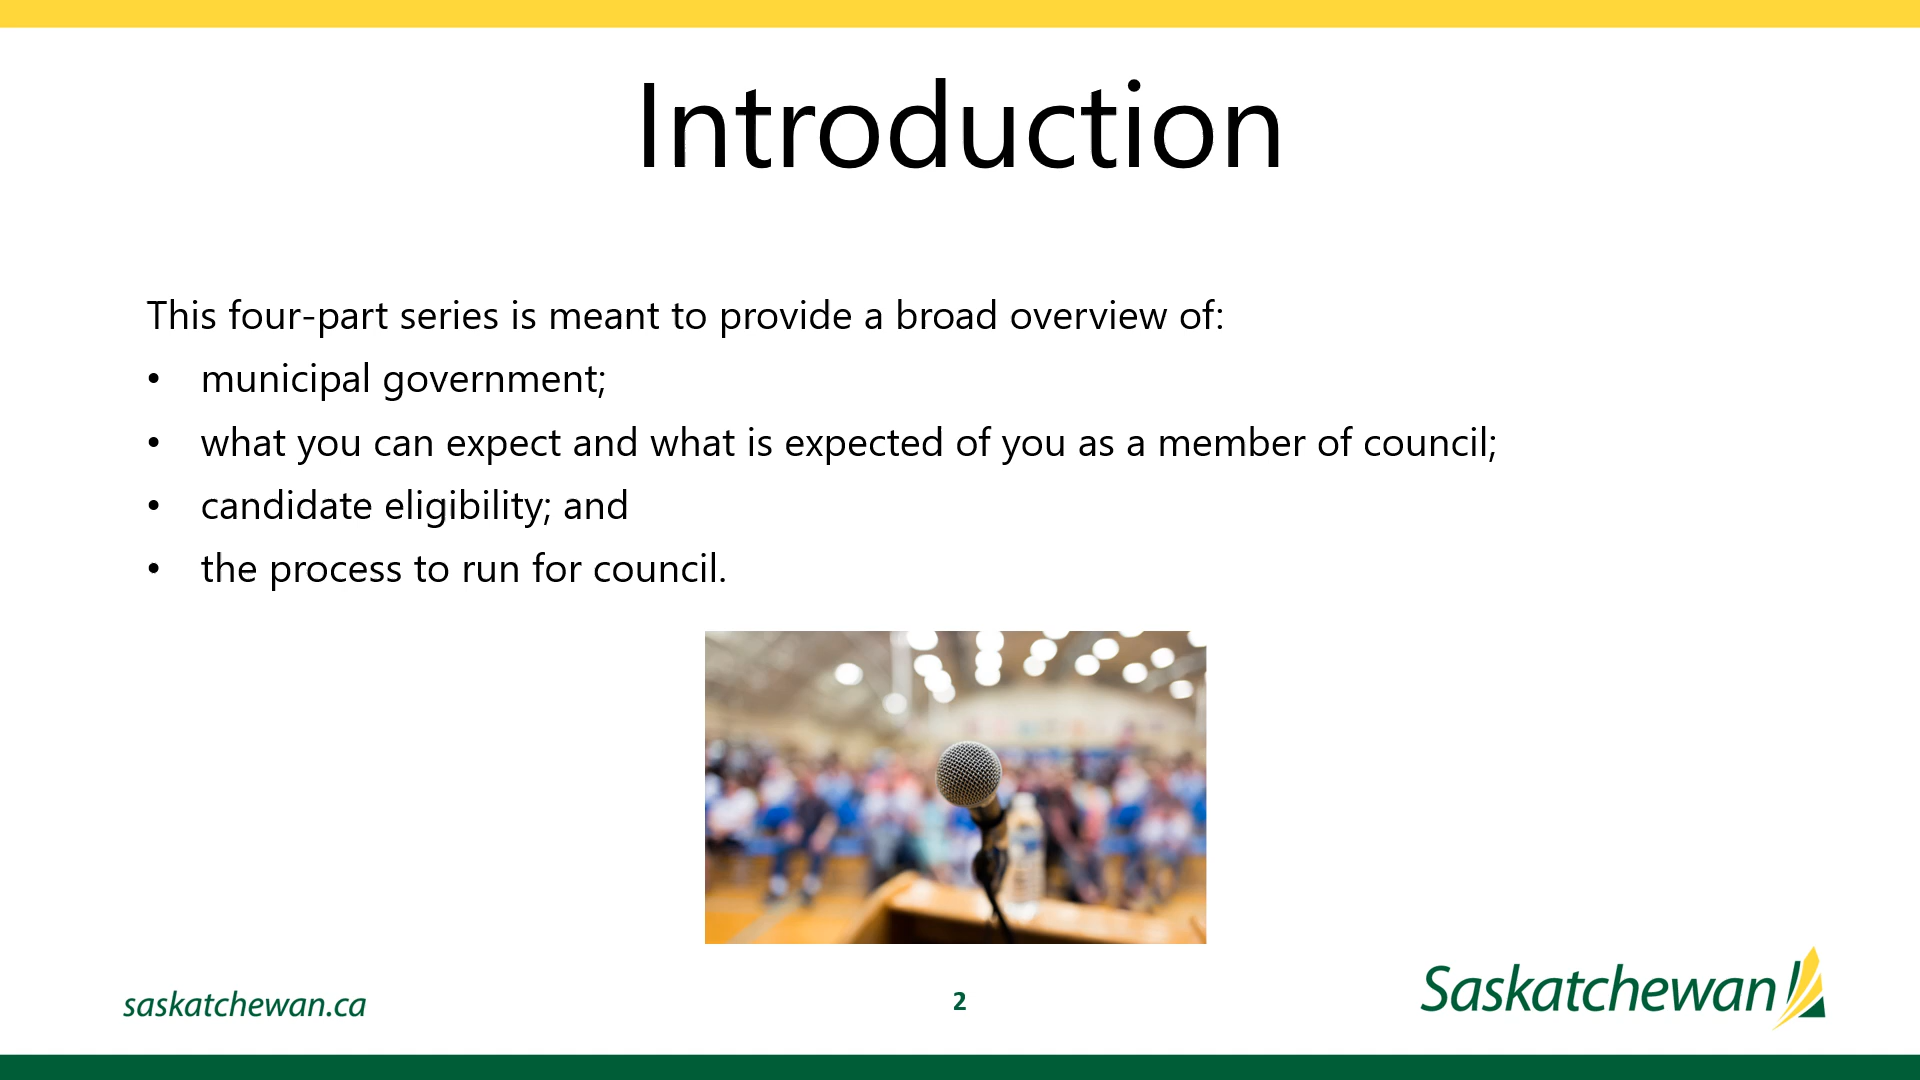 Introduction
This four-part series is meant to provide a broad overview of:
• municipal government;
• what you can expect and what is expected of you as a member of council;
• candidate eligibility; and
• the process to run for council.
saskatchewan.ca
2
Saskatchewan